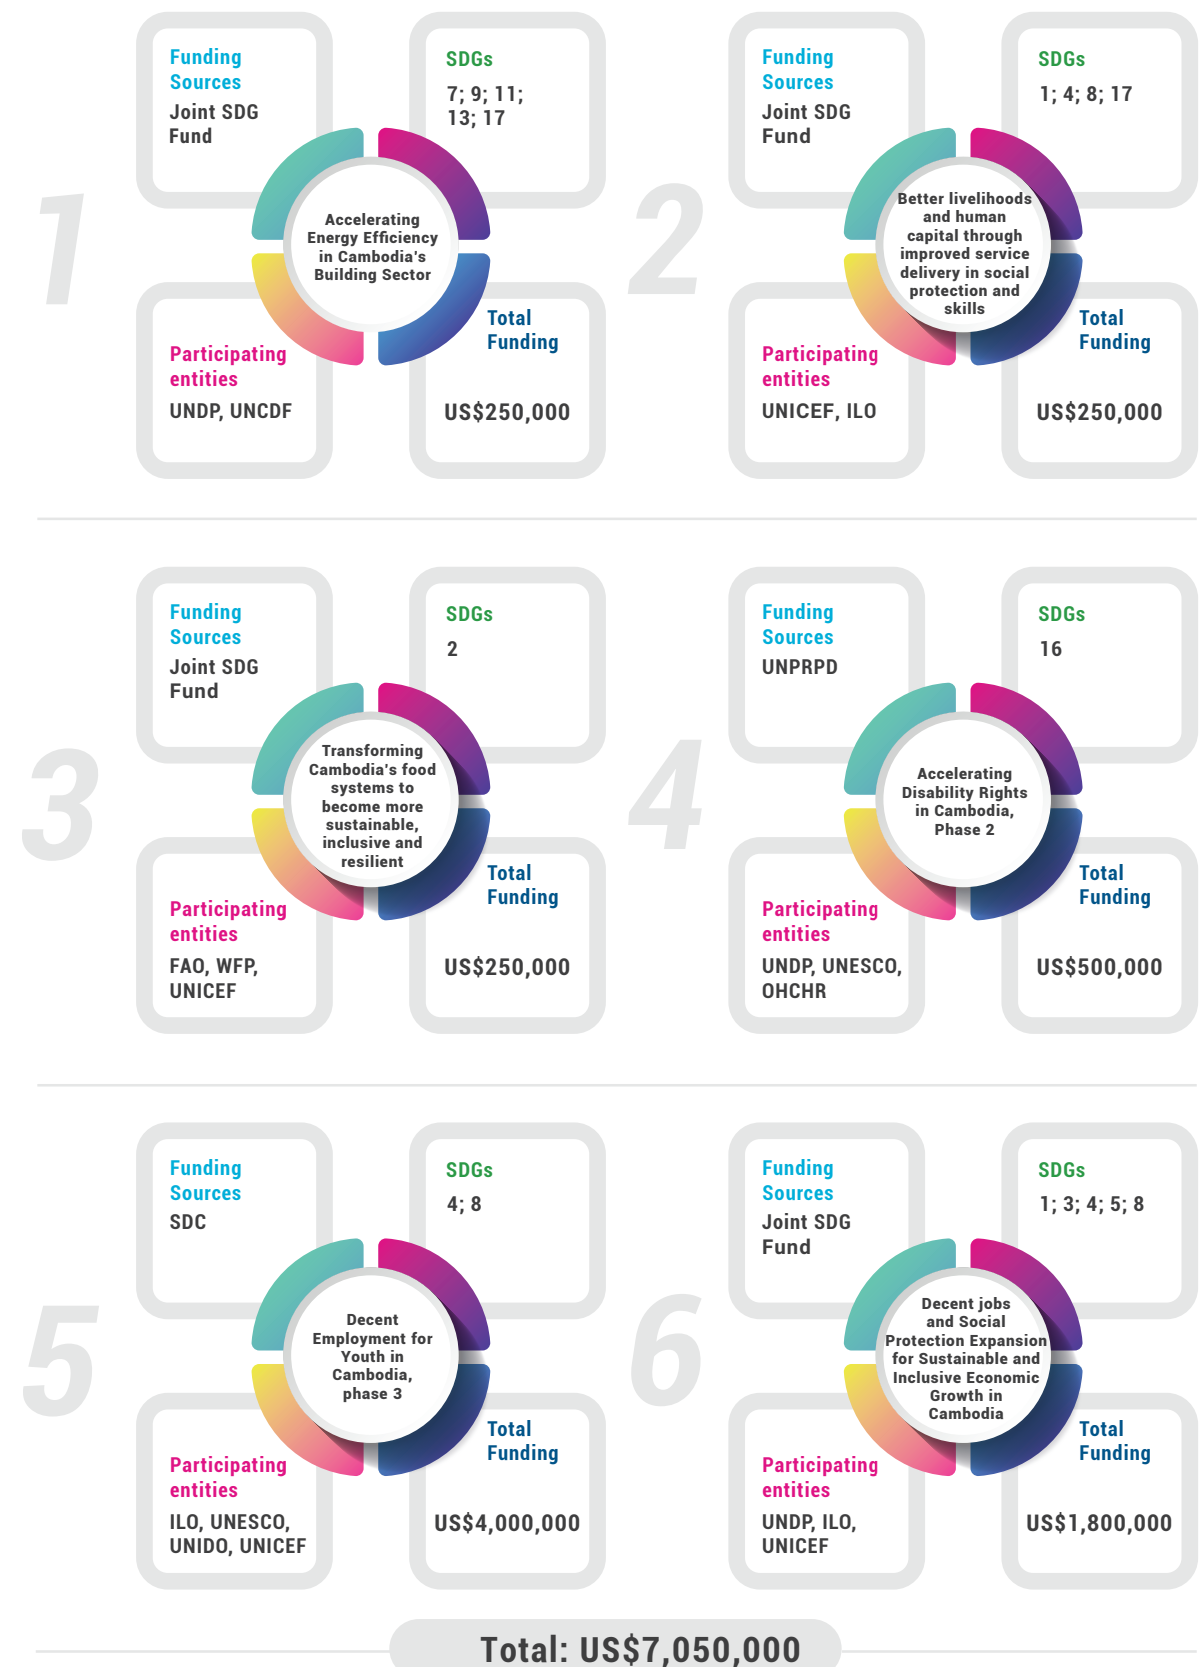 1
Funding
Sources
Joint SDG
Fund
SDGs
7; 9; 11;
13; 17
Accelerating
Energy Efficiency
in Cambodia's
Building Sector
Participating
entities
UNDP, UNCDF
Total
Funding
US$250,000
2
Funding
Sources
Joint SDG
Fund
SDGs
1; 4; 8; 17
Better livelihoods
and human
capital through
improved service
delivery in social
protection and
skills
Participating
entities
UNICEF, ILO
Total
Funding
US$250,000
3
Funding
Sources
Joint SDG
Fund
SDGs
2
Transforming
Cambodia's food
systems to
become more
sustainable,
inclusive and
resilient
Participating
entities
FAO, WFP,
UNICEF
Total
Funding
US$250,000
4
Funding
Sources
UNPRPD
SDGs
16
Accelerating
Disability Rights
in Cambodia,
Phase 2
Participating
entities
UNDP, UNESCO,
OHCHR
Total
Funding
US$500,000
5
Funding
Sources
SDC
SDGs
4; 8
Decent
Employment for
Youth in
Cambodia,
phase 3
Participating
entities
ILO, UNESCO,
UNIDO, UNICEF
Total
Funding
US$4,000,000
6
Funding
Sources
Joint SDG
Fund
SDGs
1; 3; 4; 5; 8
Decent jobs
and Social
Protection Expansion
for Sustainable and
Inclusive Economic
Growth in
Cambodia
Participating
entities
UNDP, ILO,
UNICEF
Total
Funding
US$1,800,000
Total: US$7,050,000